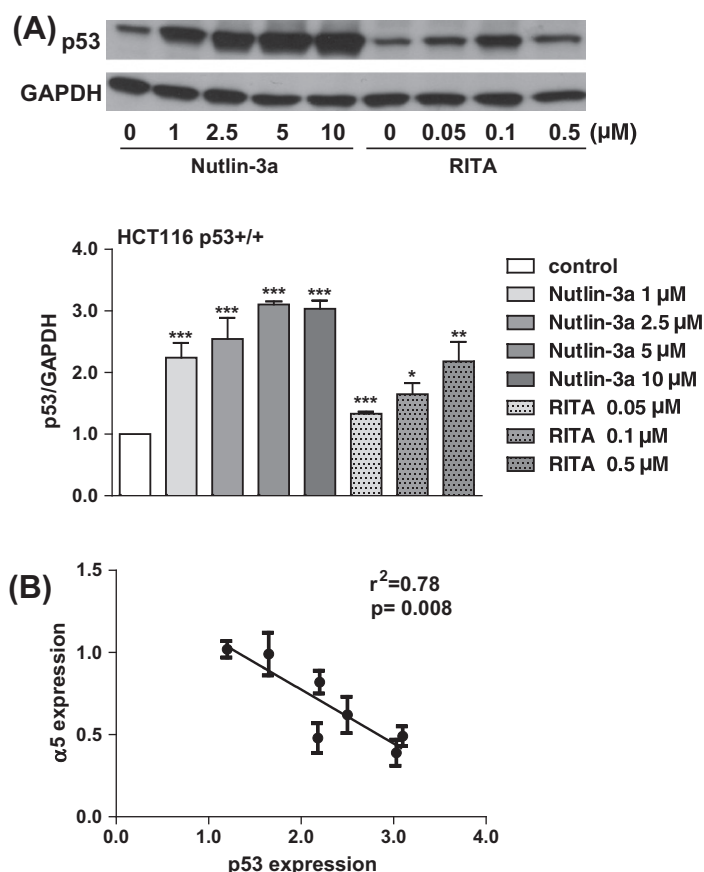 (A)
p53
GAPDH
0 1 2.5 5 10 0 0.05 0.1 0.5 (µM)
Nutlin-3a RITA
HCT116 p53+/+
p53/GAPDH
4.0
3.0
2.0
1.0
0.0
***
***
***
***
***
*
**
control
Nutlin-3a 1 µM
Nutlin-3a 2.5 µM
Nutlin-3a 5 µM
Nutlin-3a 10 µM
RITA 0.05 µM
RITA 0.1 µM
RITA 0.5 µM
(B)
α5 expression
1.5
1.0
0.5
0.0
r²=0.78
p= 0.008
0.0 1.0 2.0 3.0 4.0
p53 expression